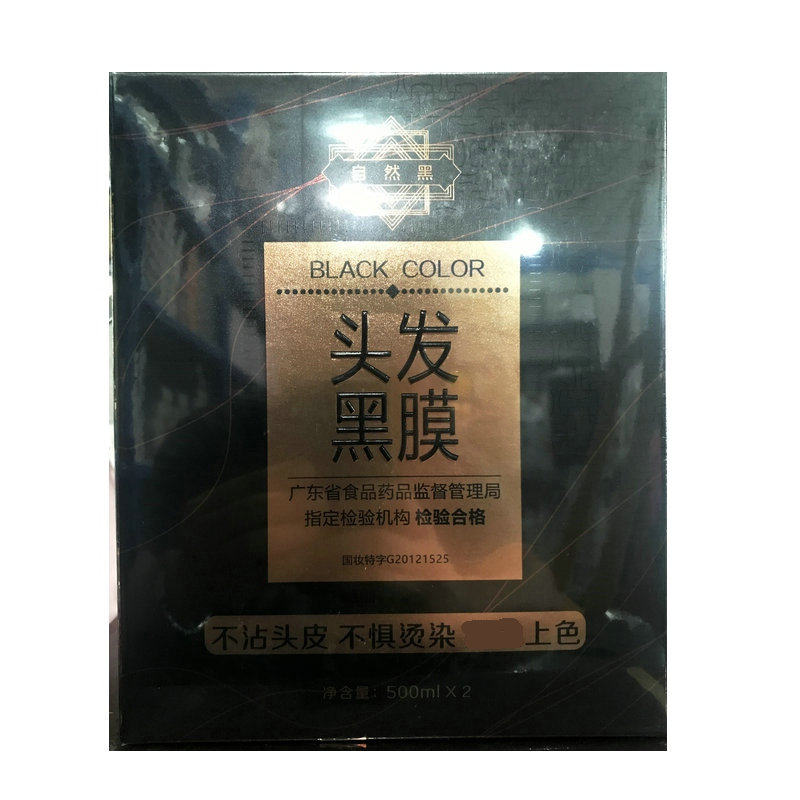 自然黑
BLACK COLOR
头发
黑膜
广东省食品药品监督管理局
指定检验机构 检验合格
国妆特字G20121525
不沾头皮 不惧烫染 上色
净含量：500ml X 2